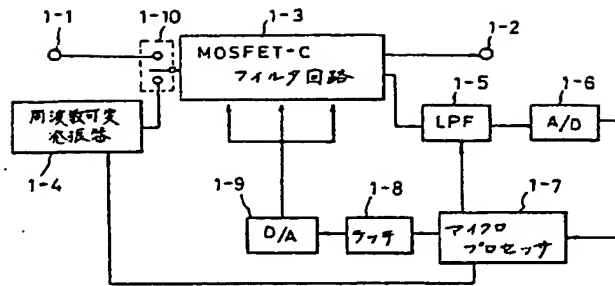 1-10
1-1
1-3
1-2
MOSFET-C
フィルタ回路
1-5
1-6
周波数可変
発振器
LPF
A/D
1-4
1-9
1-8
1-7
D/A
ラッチ
マイクロ
プロセッサ